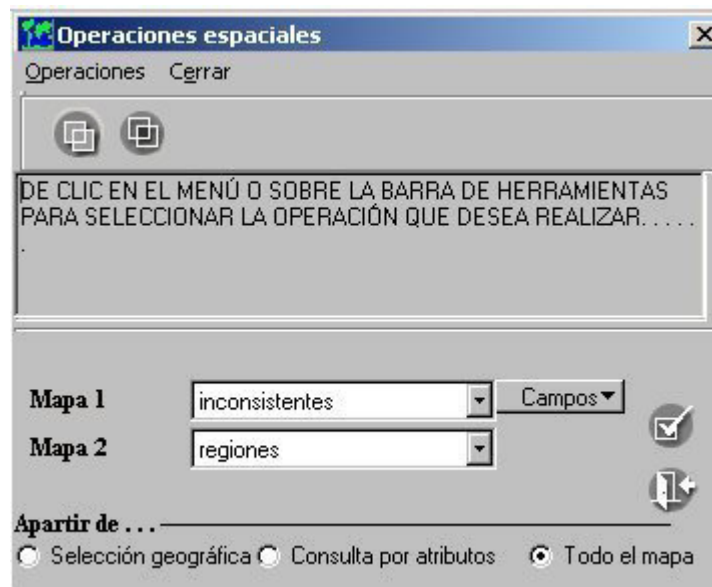 Operaciones espaciales
Operaciones Cerrar
DE CLIC EN EL MENÚ O SOBRE LA BARRA DE HERRAMIENTAS
PARA SELECCIONAR LA OPERACIÓN QUE DESEA REALIZAR. . . . .
.
Mapa 1 inconsistentes Campos
Mapa 2 regiones
Apartir de . . .
Selección geográfica Consulta por atributos Todo el mapa